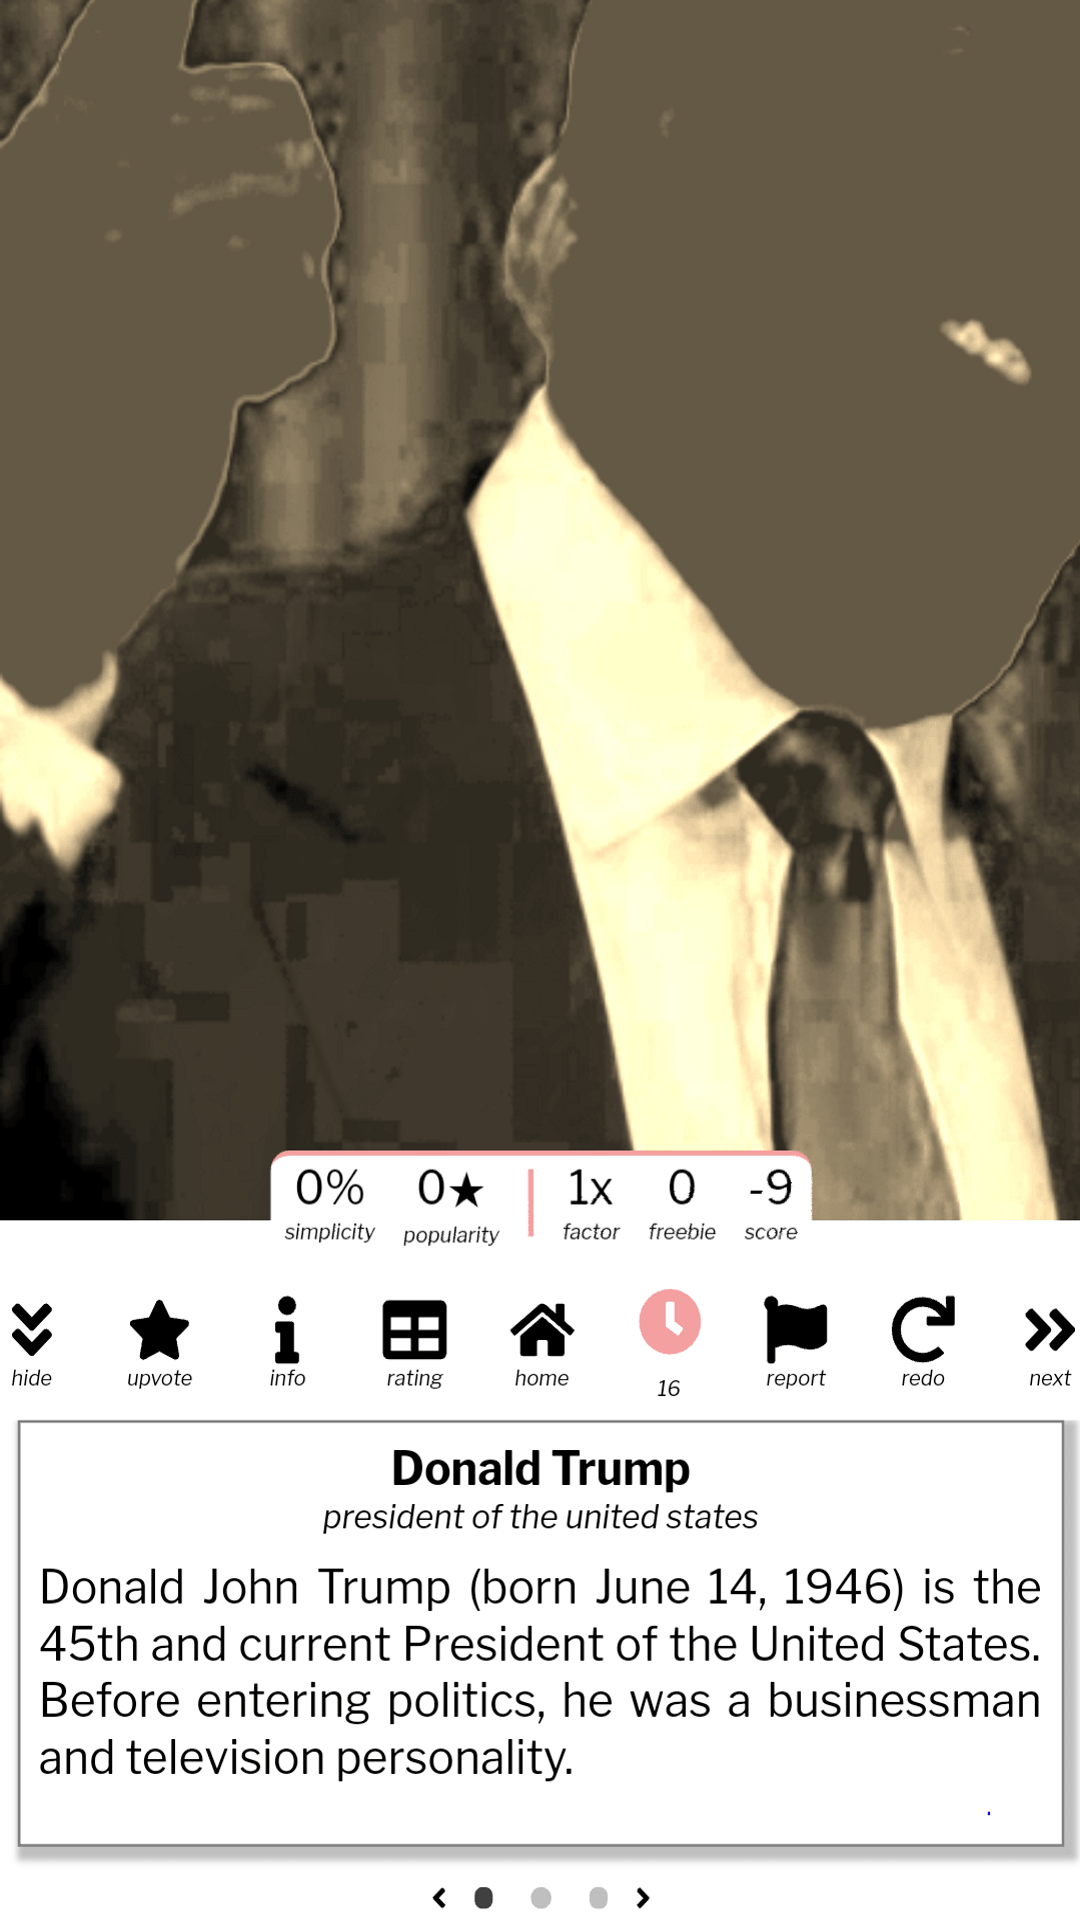 0% 0★ 1x 0 -9
simplicity popularity factor freebie score
hide upvote info rating home 16 report redo next
Donald Trump
president of the united states
Donald John Trump (born June 14, 1946) is the
45th and current President of the United States.
Before entering politics, he was a businessman
and television personality.